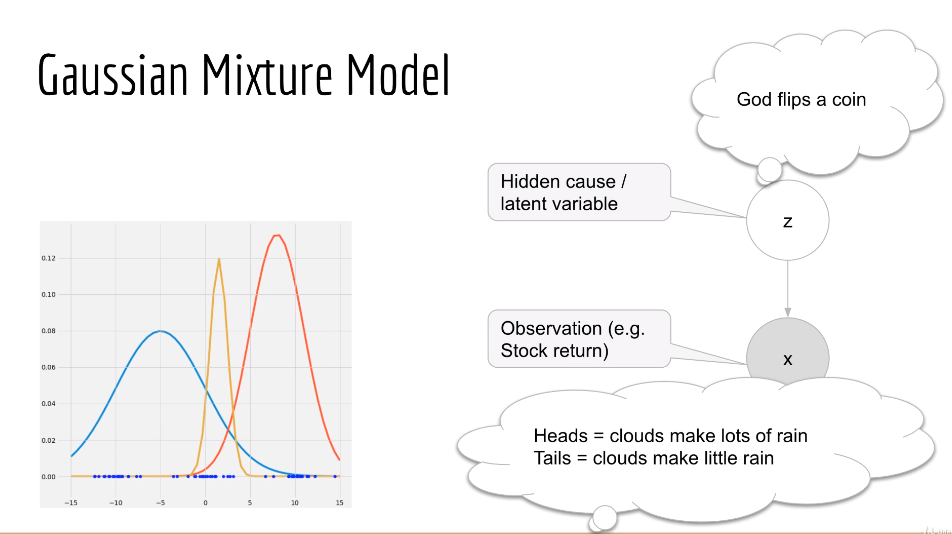 Gaussian Mixture Model
God flips a coin
Hidden cause /
latent variable
z
Observation (e.g.
Stock return)
x
Heads = clouds make lots of rain
Tails = clouds make little rain
0.12
0.10
0.08
0.06
0.04
0.02
0.00
−15 −10 −5 0 5 10 15